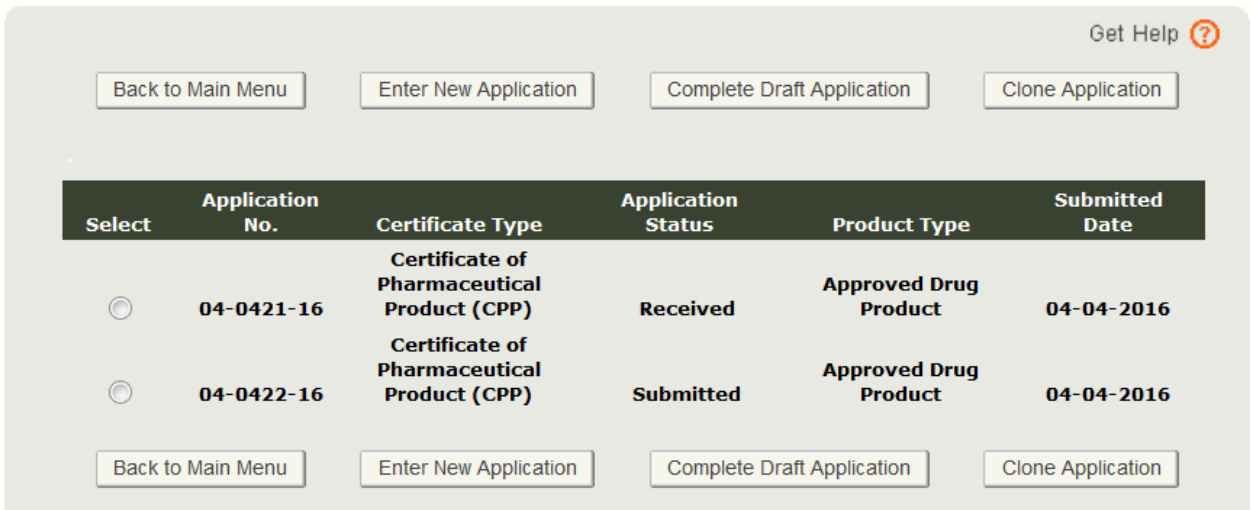 Get Help ?
Back to Main Menu Enter New Application Complete Draft Application Clone Application
Application Application Submitted
Select No. Certificate Type Status Product Type Date
Certificate of
Pharmaceutical Approved Drug
04-0421-16 Product (CPP) Received Product 04-04-2016
Certificate of
Pharmaceutical Approved Drug
04-0422-16 Product (CPP) Submitted Product 04-04-2016
Back to Main Menu Enter New Application Complete Draft Application Clone Application